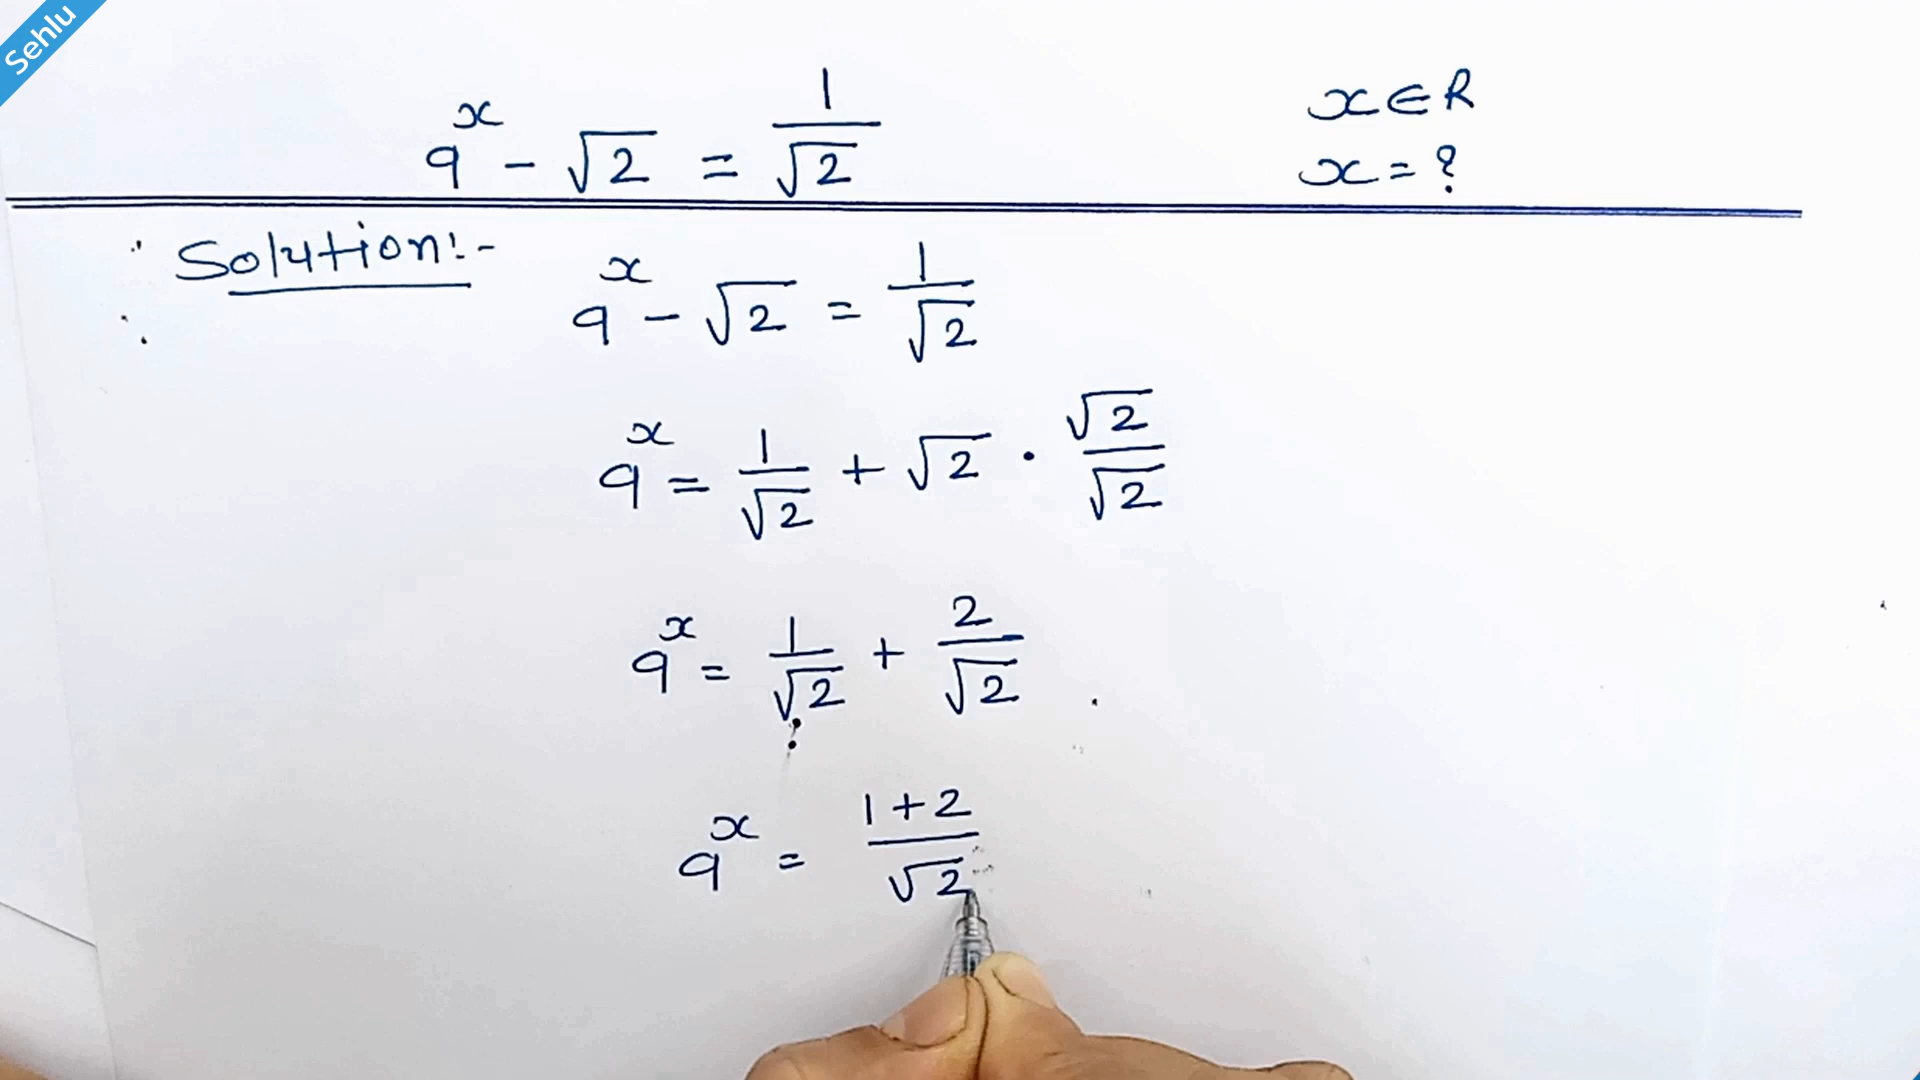 Sehlu
9^x - √2 = 1/√2
x ∈ R
x = ?
Solution:-
9^x - √2 = 1/√2
9^x = 1/√2 + √2 · √2/√2
9^x = 1/√2 + 2/√2
9^x = (1+2)/√2